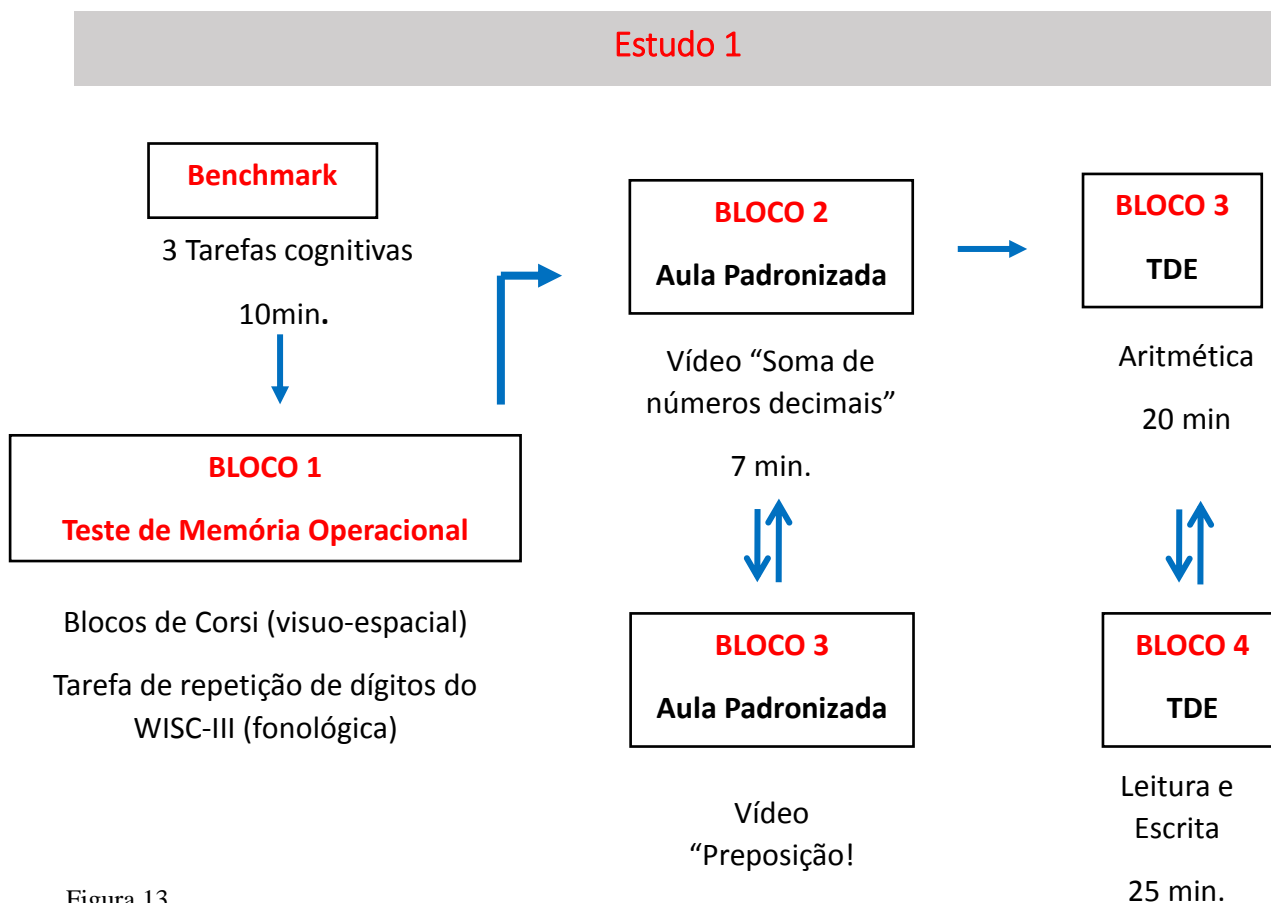 Estudo 1
Benchmark
3 Tarefas cognitivas
10min.
BLOCO 1
Teste de Memória Operacional
Blocos de Corsi (visuo-espacial)
Tarefa de repetição de dígitos do
WISC-III (fonológica)
BLOCO 2
Aula Padronizada
Vídeo “Soma de
números decimais”
7 min.
BLOCO 3
Aula Padronizada
Vídeo
“Preposição!
BLOCO 3
TDE
Aritmética
20 min
BLOCO 4
TDE
Leitura e
Escrita
25 min.
Figura 13